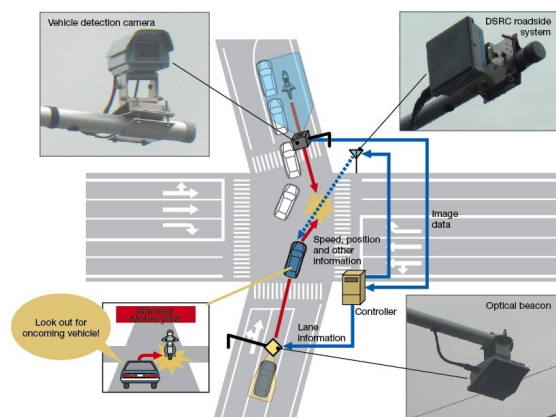 Vehicle detection camera
DSRC roadside
system
Image
data
Speed, position
and other
information
Controller
Lane
information
Optical beacon
Look out for
oncoming vehicle!
Warning:
Motorcycle!